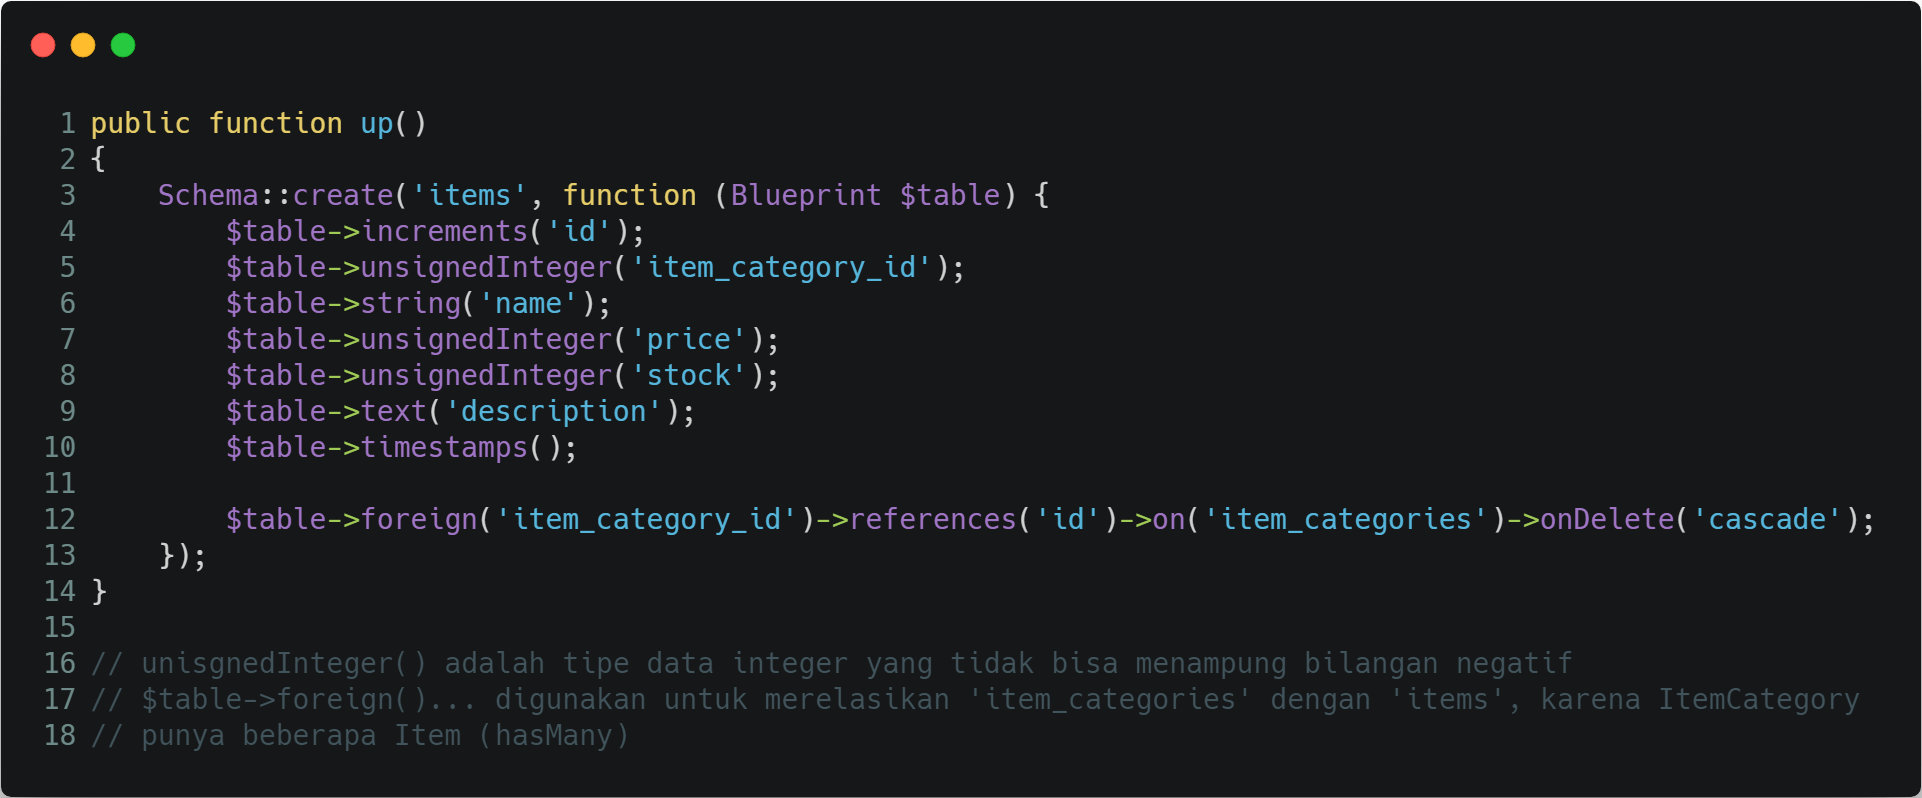 1 public function up()
2 {
3     Schema::create('items', function (Blueprint $table) {
4         $table->increments('id');
5         $table->unsignedInteger('item_category_id');
6         $table->string('name');
7         $table->unsignedInteger('price');
8         $table->unsignedInteger('stock');
9         $table->text('description');
10         $table->timestamps();
11
12         $table->foreign('item_category_id')->references('id')->on('item_categories')->onDelete('cascade');
13     });
14 }
15
16 // unisgnedInteger() adalah tipe data integer yang tidak bisa menampung bilangan negatif
17 // $table->foreign()... digunakan untuk merelasikan 'item_categories' dengan 'items', karena ItemCategory
18 // punya beberapa Item (hasMany)